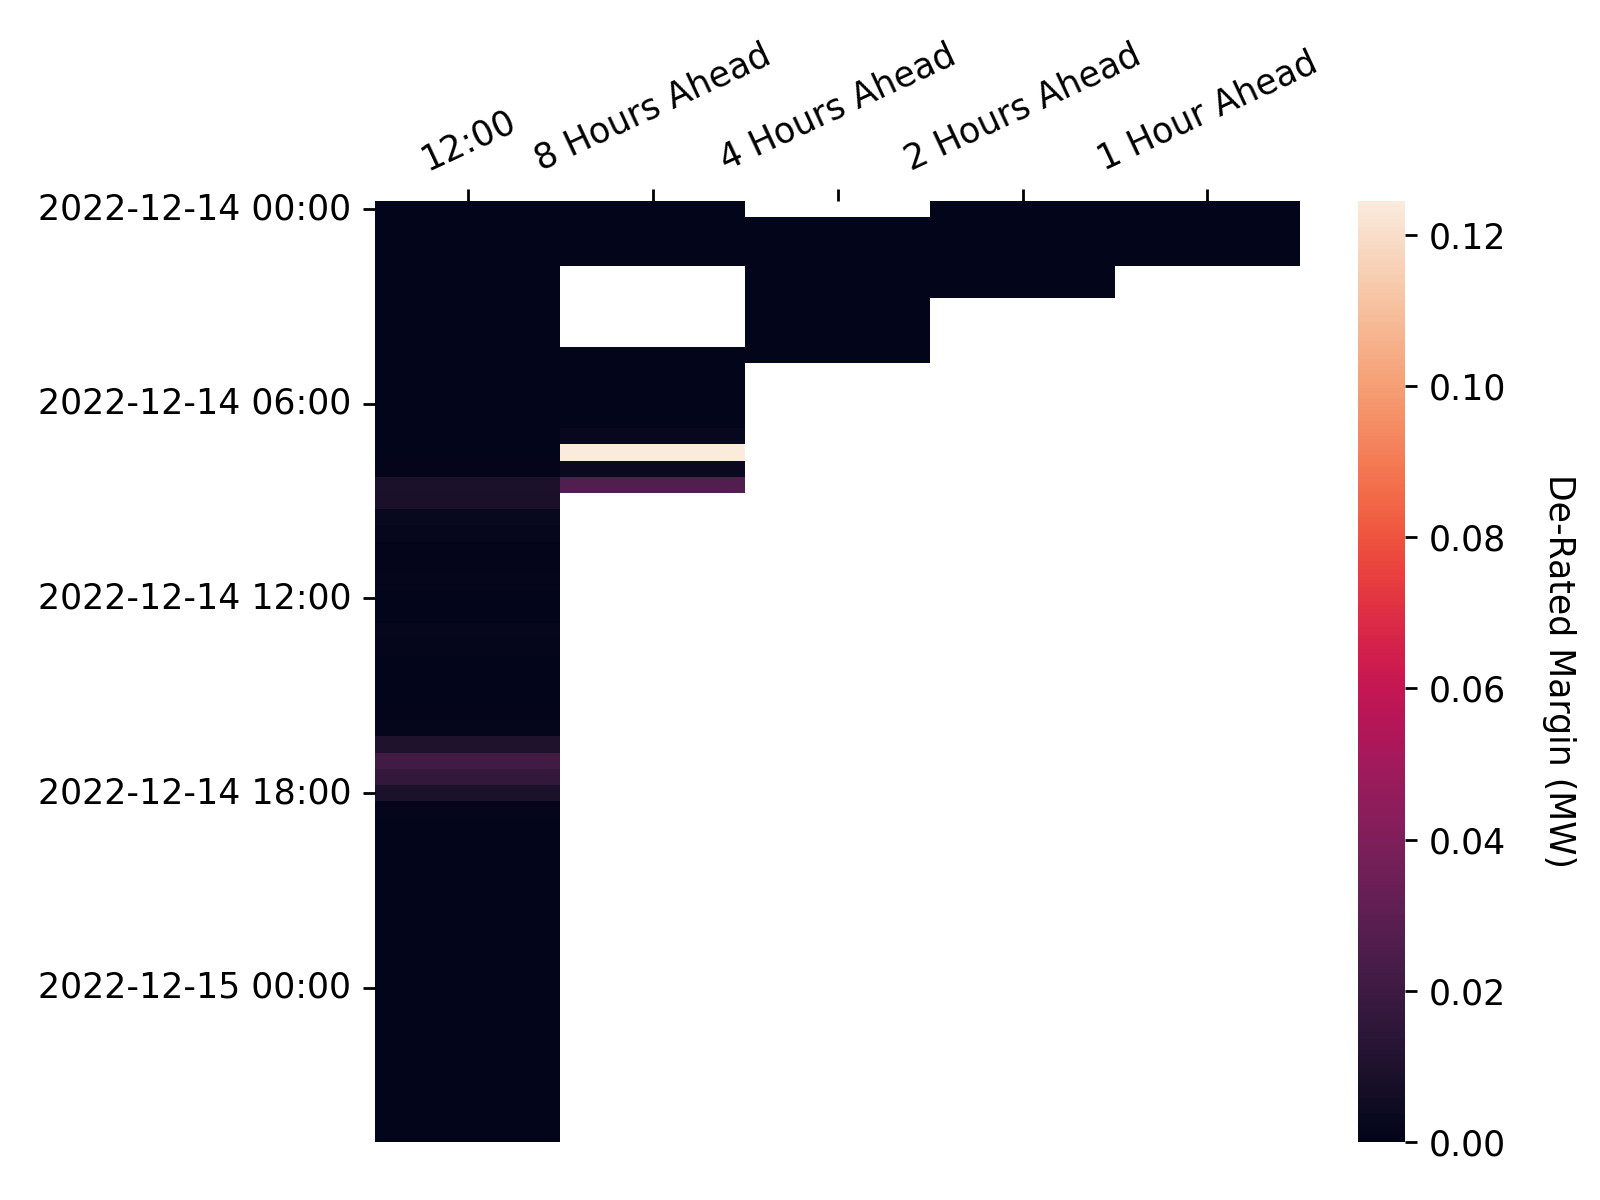 12:00
8 Hours Ahead
4 Hours Ahead
2 Hours Ahead
1 Hour Ahead
2022-12-14 00:00
2022-12-14 06:00
2022-12-14 12:00
2022-12-14 18:00
2022-12-15 00:00
0.12
0.10
0.08
0.06
0.04
0.02
0.00
De-Rated Margin (MW)